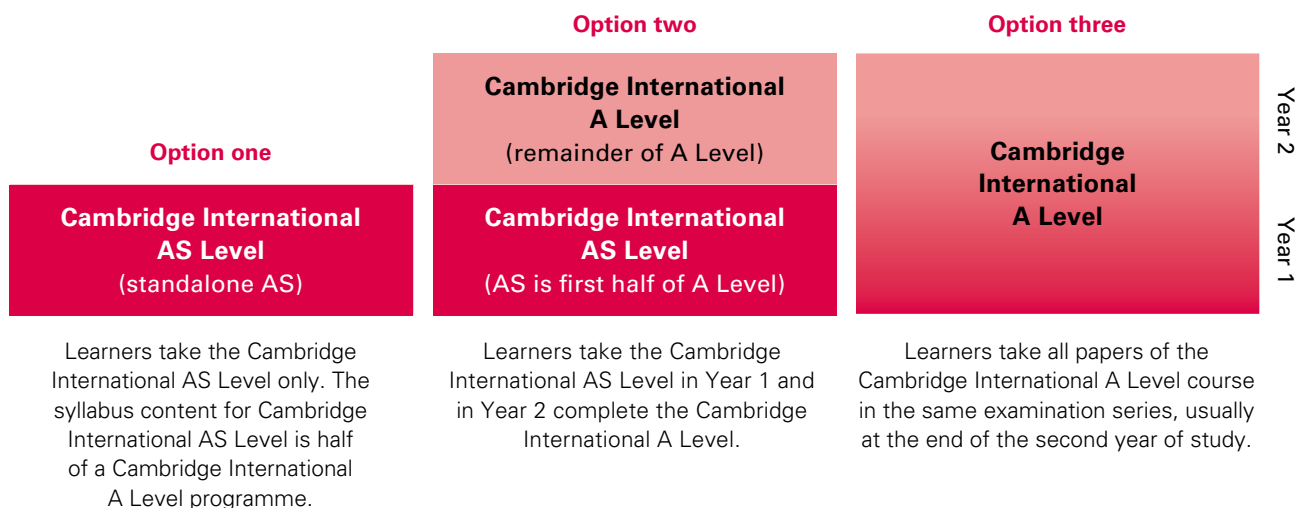 Option one
Cambridge International
AS Level
(standalone AS)
Learners take the Cambridge
International AS Level only. The
syllabus content for Cambridge
International AS Level is half
of a Cambridge International
A Level programme.
Option two
Cambridge International
A Level
(remainder of A Level)
Cambridge International
AS Level
(AS is first half of A Level)
Learners take the Cambridge
International AS Level in Year 1 and
in Year 2 complete the Cambridge
International A Level.
Option three
Cambridge
International
A Level
Learners take all papers of the
Cambridge International A Level course
in the same examination series, usually
at the end of the second year of study.
Year 2
Year 1